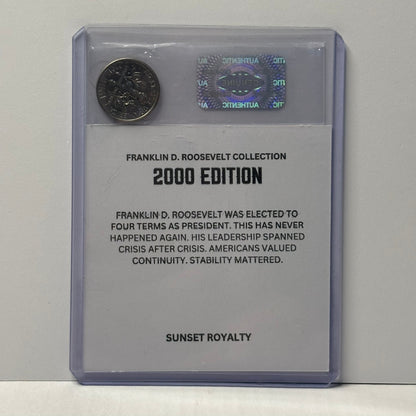 FRANKLIN D. ROOSEVELT COLLECTION
2000 EDITION
FRANKLIN D. ROOSEVELT WAS ELECTED TO
FOUR TERMS AS PRESIDENT. THIS HAS NEVER
HAPPENED AGAIN. HIS LEADERSHIP SPANNED
CRISIS AFTER CRISIS. AMERICANS VALUED
CONTINUITY. STABILITY MATTERED.
SUNSET ROYALTY